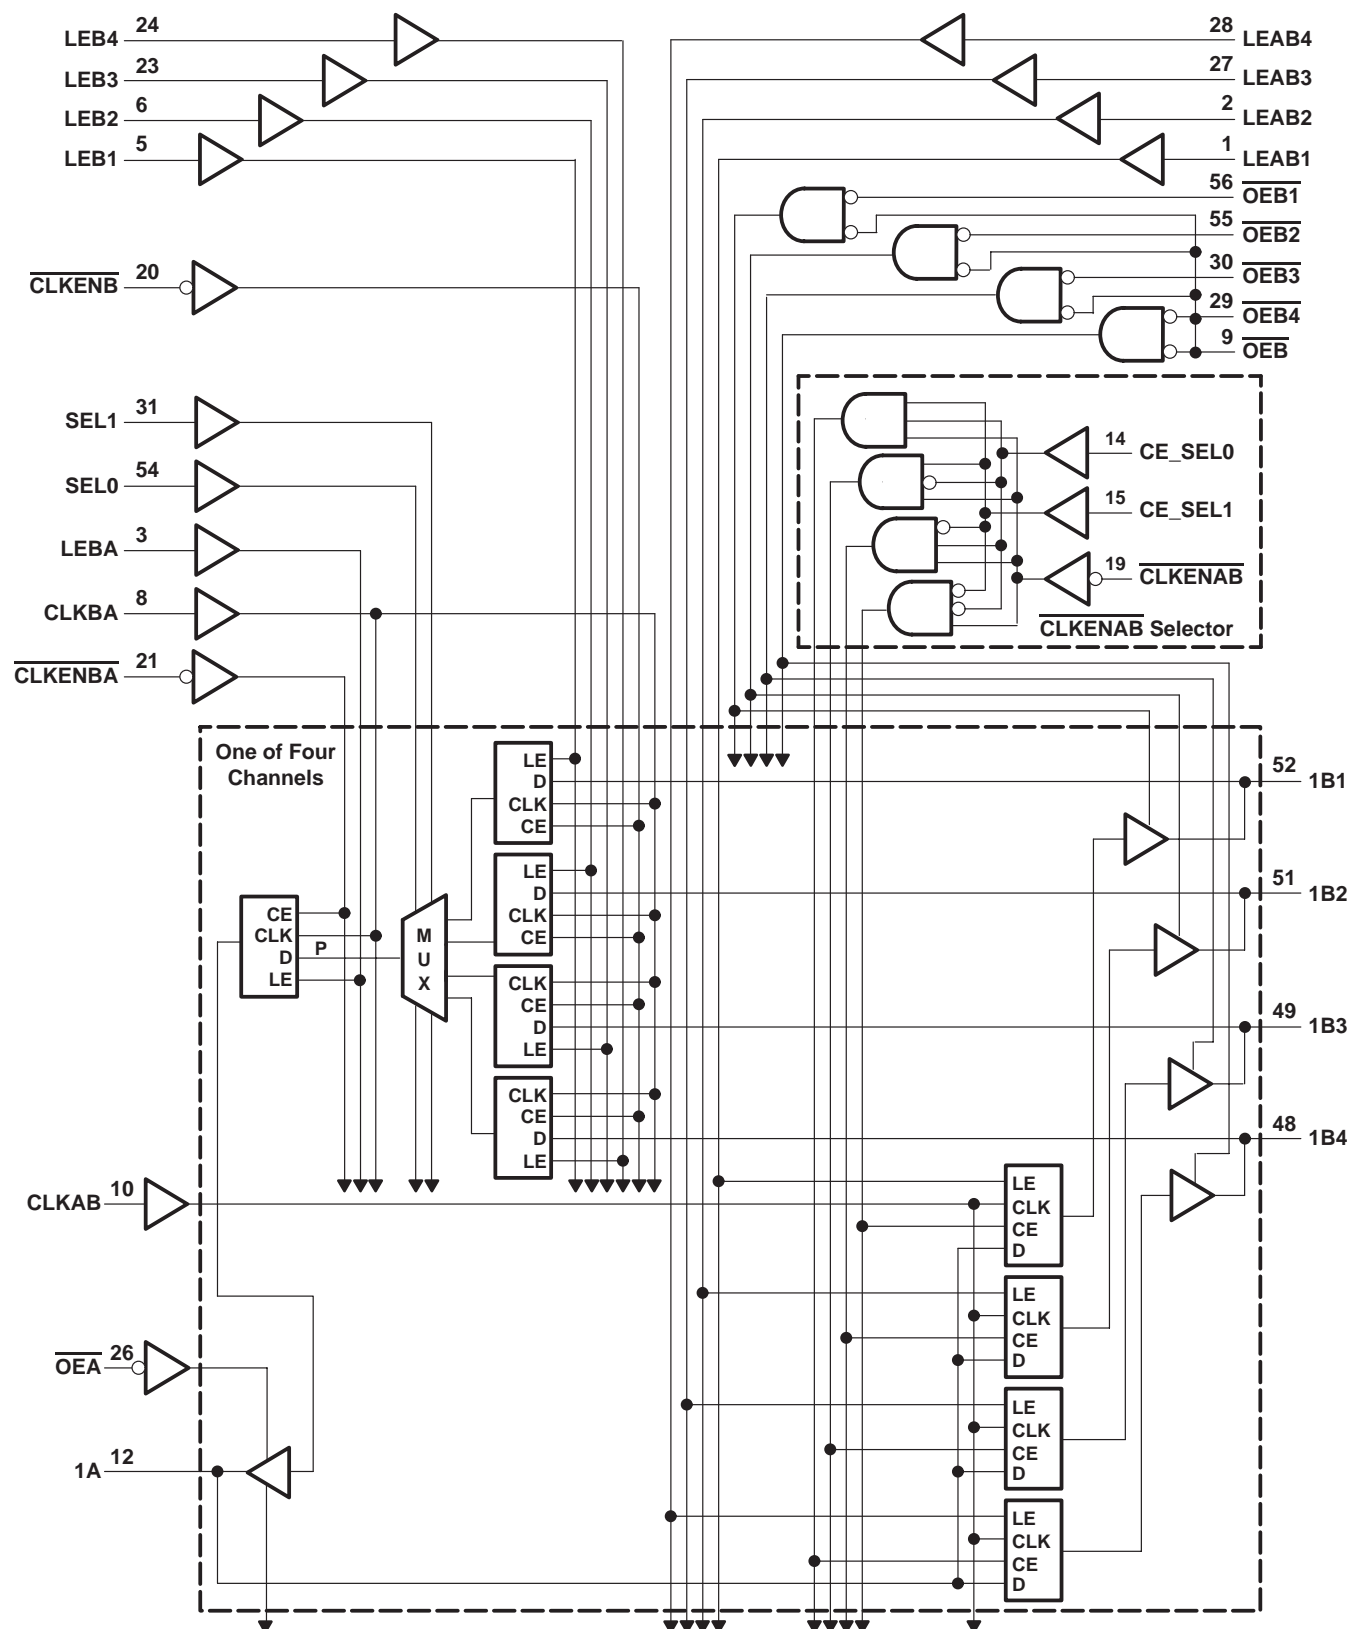 LEB4 24
LEB3 23
LEB2 6
LEB1 5
28 LEAB4
27 LEAB3
2 LEAB2
1 LEAB1
56 OEB1
55 OEB2
30 OEB3
29 OEB4
9 OEB
CLKENB 20
SEL1 31
SEL0 54
LEBA 3
CLKBA 8
CLKENBA 21
14 CE_SEL0
15 CE_SEL1
19 CLKENAB
CLKENAB Selector
One of Four
Channels
LE
D
CLK
CE
52 1B1
LE
D
CLK
CE
51 1B2
CE
CLK
D
LE
P
M
U
X
CLK
CE
D
LE
49 1B3
CLK
CE
D
LE
48 1B4
CLKAB 10
LE
CLK
CE
D
LE
CLK
CE
D
OEA 26
LE
CLK
CE
D
1A 12
LE
CLK
CE
D